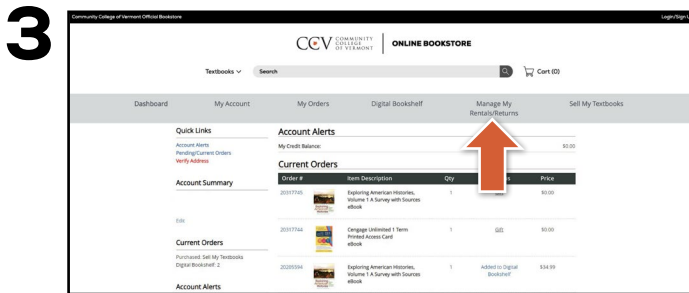 3
Community College of Vermont Official Bookstore
Login/Sign U
CCV COMMUNITY COLLEGE OF VERMONT ONLINE BOOKSTORE
Textbooks Search Cart (0)
Dashboard My Account My Orders Digital Bookshelf Manage My Rentals/Returns Sell My Textbooks
Quick Links
Account Alerts
Pending/Current Orders
Verify Address
Account Summary
Edit
Current Orders
Purchased: Sell My Textbooks
Digital Bookshelf: 2
Account Alerts
Account Alerts
My Credit Balance: $0.00
Current Orders
Order # Item Description Qty Price
20317745 Exploring American Histories, 1 $0.00
Volume 1 A Survey with Sources
eBook
20317744 Cengage Unlimited 1 Term 1 Gift $0.00
Printed Access Card
eBook
20285394 Exploring American Histories, 1 Added to Digital $34.99
Volume 1 A Survey with Sources Bookshelf
eBook